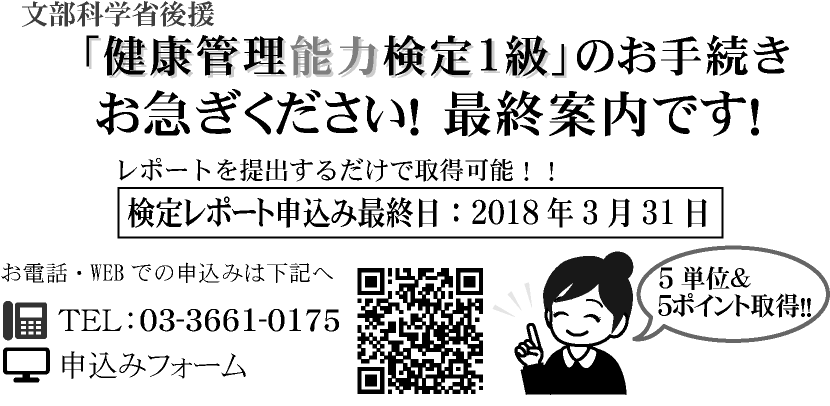 文部科学省後援
「健康管理能力検定1級」のお手続き
お急ぎください! 最終案内です!
レポートを提出するだけで取得可能!!
検定レポート申込み最終日:2018年3月31日
お電話・WEBでの申込みは下記へ
TEL:03-3661-0175
申込みフォーム
5 単位&
5ポイント取得!!